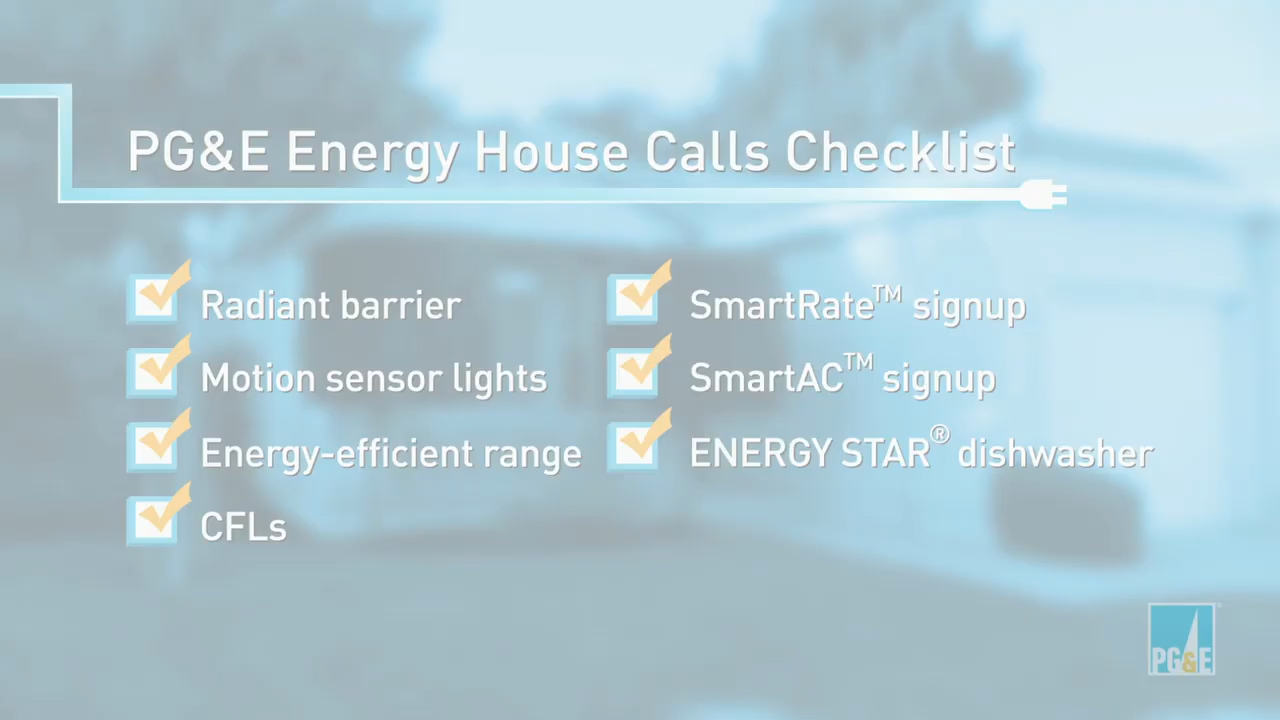 PG&E Energy House Calls Checklist
Radiant barrier
Motion sensor lights
Energy-efficient range
CFLs
SmartRate™ signup
SmartAC™ signup
ENERGY STAR® dishwasher
PG&E